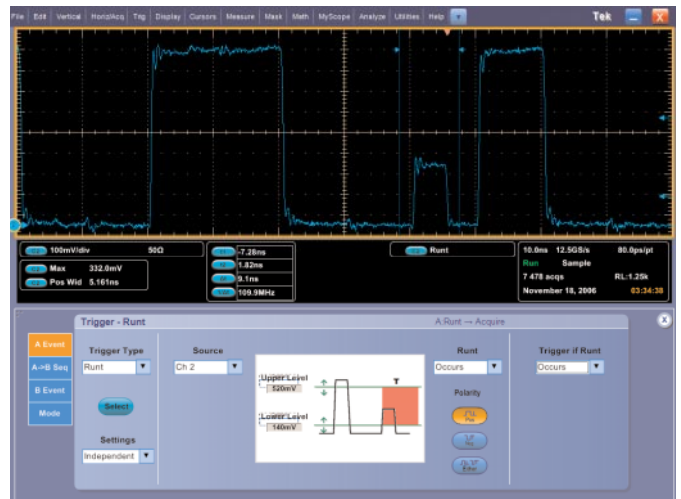 File Edit Vertical Horiz/Acq Trig Display Cursors Measure Mask Math MyScope Analyze Utilities Help Tek
100mV/div 50Ω
Max 332.0mV
Pos Wid 5.161ns
-7.28ns
1.82ns
9.1ns
109.9MHz
Runt
10.0ns 12.5GS/s 80.0ps/pt
Run Sample
7 478 acqs RL:1.25k
November 18, 2006 03:34:38
Trigger - Runt A:Runt → Acquire
A Event
A->B Seq
B Event
Mode
Trigger Type
Runt
Select
Settings
Independent
Source
Ch 2
Upper Level
520mV
Lower Level
140mV
T
Runt
Occurs
Polarity
Pos
Neg
Either
Trigger if Runt
Occurs